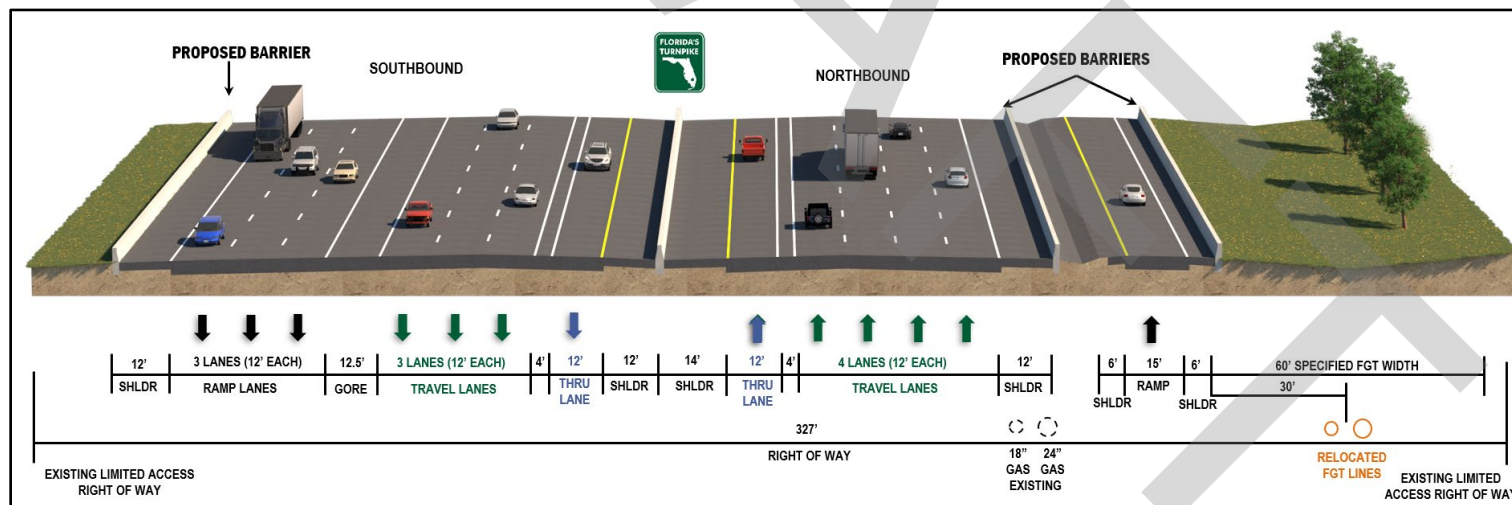 PROPOSED BARRIER
SOUTHBOUND
FLORIDA'S
TURNPIKE
NORTHBOUND
PROPOSED BARRIERS
12' 3 LANES (12' EACH) 12.5' 3 LANES (12' EACH) 4' 12' 12' 14' 12' 4' 4 LANES (12' EACH) 12' 6' 15' 6' 60' SPECIFIED FGT WIDTH
SHLDR RAMP LANES GORE TRAVEL LANES THRU SHLDR SHLDR THRU TRAVEL LANES SHLDR RAMP 30'
LANE LANE SHLDR SHLDR
327'
RIGHT OF WAY
18" 24"
GAS GAS
EXISTING
RELOCATED
FGT LINES
EXISTING LIMITED ACCESS
RIGHT OF WAY
EXISTING LIMITED
ACCESS RIGHT OF WAY